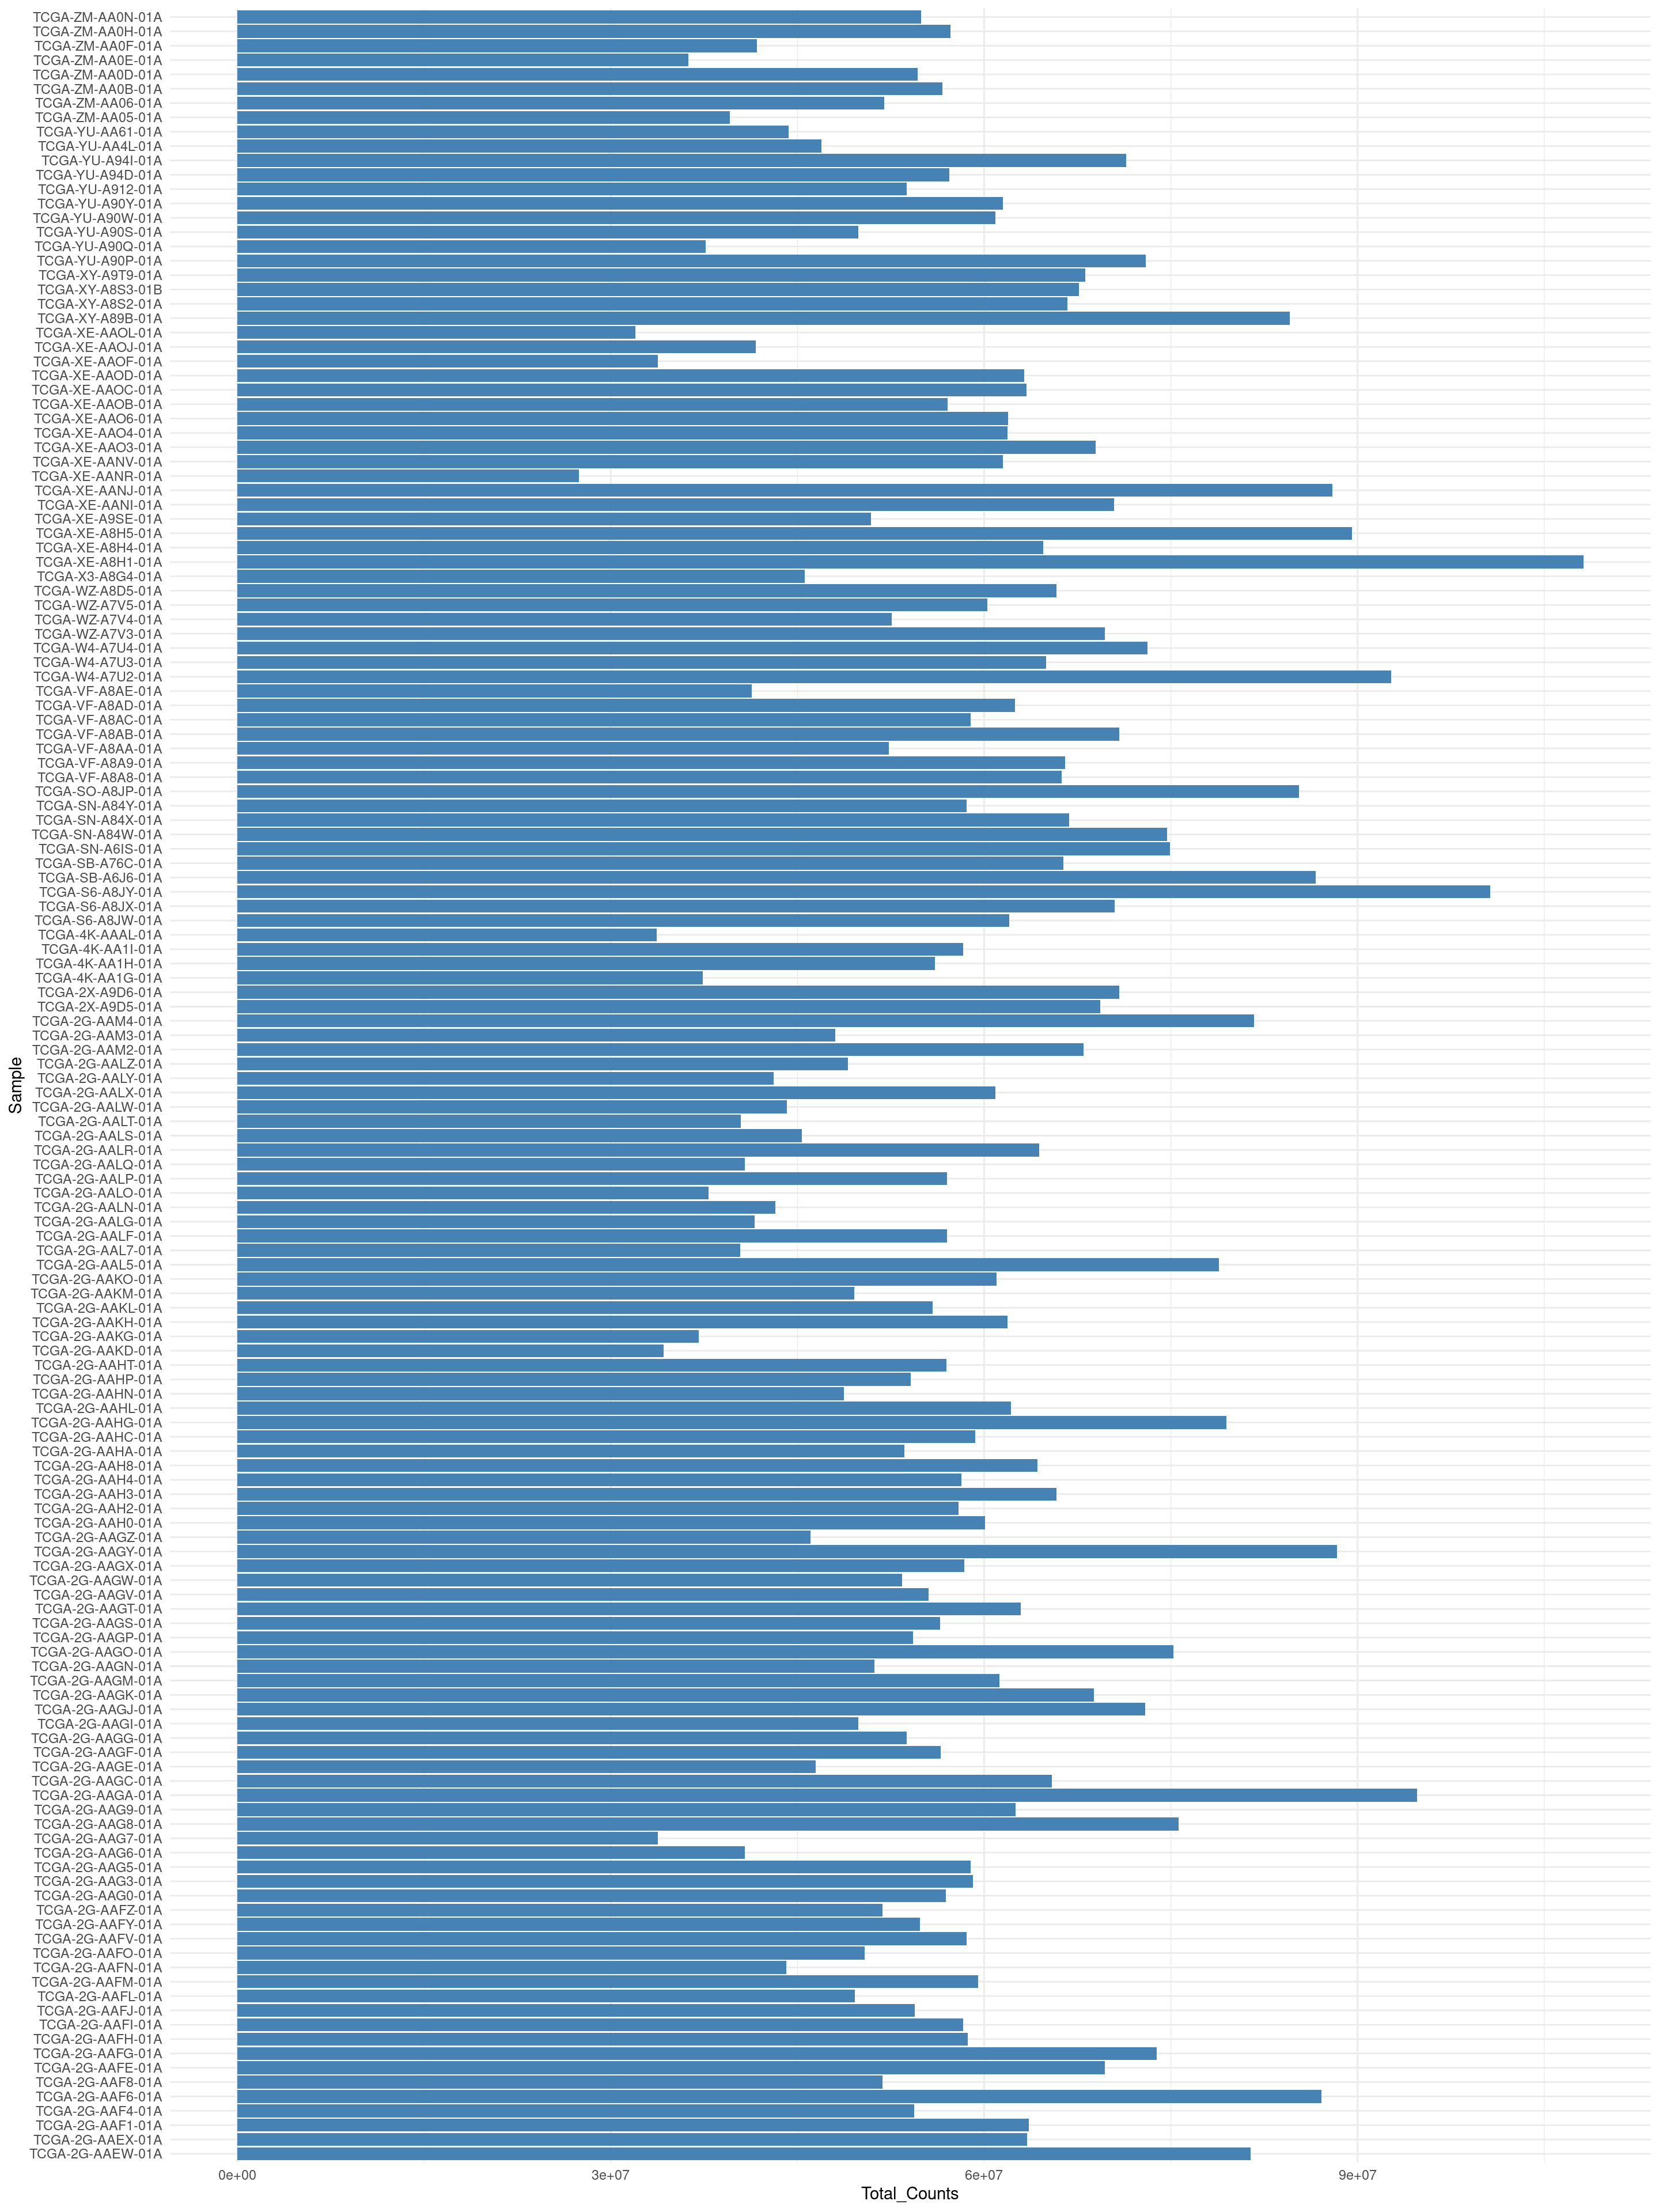 TCGA-ZM-AA0N-01A
TCGA-ZM-AA0H-01A
TCGA-ZM-AA0F-01A
TCGA-ZM-AA0E-01A
TCGA-ZM-AA0D-01A
TCGA-ZM-AA0B-01A
TCGA-ZM-AA06-01A
TCGA-ZM-AA05-01A
TCGA-YU-AA61-01A
TCGA-YU-AA4L-01A
TCGA-YU-A94I-01A
TCGA-YU-A94D-01A
TCGA-YU-A912-01A
TCGA-YU-A90Y-01A
TCGA-YU-A90W-01A
TCGA-YU-A90S-01A
TCGA-YU-A90Q-01A
TCGA-YU-A90P-01A
TCGA-XY-A9T9-01A
TCGA-XY-A8S3-01B
TCGA-XY-A8S2-01A
TCGA-XY-A89B-01A
TCGA-XE-AAOL-01A
TCGA-XE-AAOJ-01A
TCGA-XE-AAOF-01A
TCGA-XE-AAOD-01A
TCGA-XE-AAOC-01A
TCGA-XE-AAOB-01A
TCGA-XE-AAO6-01A
TCGA-XE-AAO4-01A
TCGA-XE-AAO3-01A
TCGA-XE-AANV-01A
TCGA-XE-AANR-01A
TCGA-XE-AANJ-01A
TCGA-XE-AANI-01A
TCGA-XE-A9SE-01A
TCGA-XE-A8H5-01A
TCGA-XE-A8H4-01A
TCGA-XE-A8H1-01A
TCGA-X3-A8G4-01A
TCGA-WZ-A8D5-01A
TCGA-WZ-A7V5-01A
TCGA-WZ-A7V4-01A
TCGA-WZ-A7V3-01A
TCGA-W4-A7U4-01A
TCGA-W4-A7U3-01A
TCGA-W4-A7U2-01A
TCGA-VF-A8AE-01A
TCGA-VF-A8AD-01A
TCGA-VF-A8AC-01A
TCGA-VF-A8AB-01A
TCGA-VF-A8AA-01A
TCGA-VF-A8A9-01A
TCGA-VF-A8A8-01A
TCGA-SO-A8JP-01A
TCGA-SN-A84Y-01A
TCGA-SN-A84X-01A
TCGA-SN-A84W-01A
TCGA-SN-A6IS-01A
TCGA-SB-A76C-01A
TCGA-SB-A6J6-01A
TCGA-S6-A8JY-01A
TCGA-S6-A8JX-01A
TCGA-S6-A8JW-01A
TCGA-4K-AAAL-01A
TCGA-4K-AA1I-01A
TCGA-4K-AA1H-01A
TCGA-4K-AA1G-01A
TCGA-2X-A9D6-01A
TCGA-2X-A9D5-01A
TCGA-2G-AAM4-01A
TCGA-2G-AAM3-01A
TCGA-2G-AAM2-01A
TCGA-2G-AALZ-01A
TCGA-2G-AALY-01A
TCGA-2G-AALX-01A
TCGA-2G-AALW-01A
TCGA-2G-AALT-01A
TCGA-2G-AALS-01A
TCGA-2G-AALR-01A
TCGA-2G-AALQ-01A
TCGA-2G-AALP-01A
TCGA-2G-AALO-01A
TCGA-2G-AALN-01A
TCGA-2G-AALG-01A
TCGA-2G-AALF-01A
TCGA-2G-AAL7-01A
TCGA-2G-AAL5-01A
TCGA-2G-AAKO-01A
TCGA-2G-AAKM-01A
TCGA-2G-AAKL-01A
TCGA-2G-AAKH-01A
TCGA-2G-AAKG-01A
TCGA-2G-AAKD-01A
TCGA-2G-AAHT-01A
TCGA-2G-AAHP-01A
TCGA-2G-AAHN-01A
TCGA-2G-AAHL-01A
TCGA-2G-AAHG-01A
TCGA-2G-AAHC-01A
TCGA-2G-AAHA-01A
TCGA-2G-AAH8-01A
TCGA-2G-AAH4-01A
TCGA-2G-AAH3-01A
TCGA-2G-AAH2-01A
TCGA-2G-AAH0-01A
TCGA-2G-AAGZ-01A
TCGA-2G-AAGY-01A
TCGA-2G-AAGX-01A
TCGA-2G-AAGW-01A
TCGA-2G-AAGV-01A
TCGA-2G-AAGT-01A
TCGA-2G-AAGS-01A
TCGA-2G-AAGP-01A
TCGA-2G-AAGO-01A
TCGA-2G-AAGN-01A
TCGA-2G-AAGM-01A
TCGA-2G-AAGK-01A
TCGA-2G-AAGJ-01A
TCGA-2G-AAGI-01A
TCGA-2G-AAGG-01A
TCGA-2G-AAGF-01A
TCGA-2G-AAGE-01A
TCGA-2G-AAGC-01A
TCGA-2G-AAGA-01A
TCGA-2G-AAG9-01A
TCGA-2G-AAG8-01A
TCGA-2G-AAG7-01A
TCGA-2G-AAG6-01A
TCGA-2G-AAG5-01A
TCGA-2G-AAG3-01A
TCGA-2G-AAG0-01A
TCGA-2G-AAFZ-01A
TCGA-2G-AAFY-01A
TCGA-2G-AAFV-01A
TCGA-2G-AAFO-01A
TCGA-2G-AAFN-01A
TCGA-2G-AAFM-01A
TCGA-2G-AAFL-01A
TCGA-2G-AAFJ-01A
TCGA-2G-AAFI-01A
TCGA-2G-AAFH-01A
TCGA-2G-AAFG-01A
TCGA-2G-AAFE-01A
TCGA-2G-AAF8-01A
TCGA-2G-AAF6-01A
TCGA-2G-AAF4-01A
TCGA-2G-AAF1-01A
TCGA-2G-AAEX-01A
TCGA-2G-AAEW-01A
Sample
0e+00 3e+07 6e+07 9e+07
Total_Counts